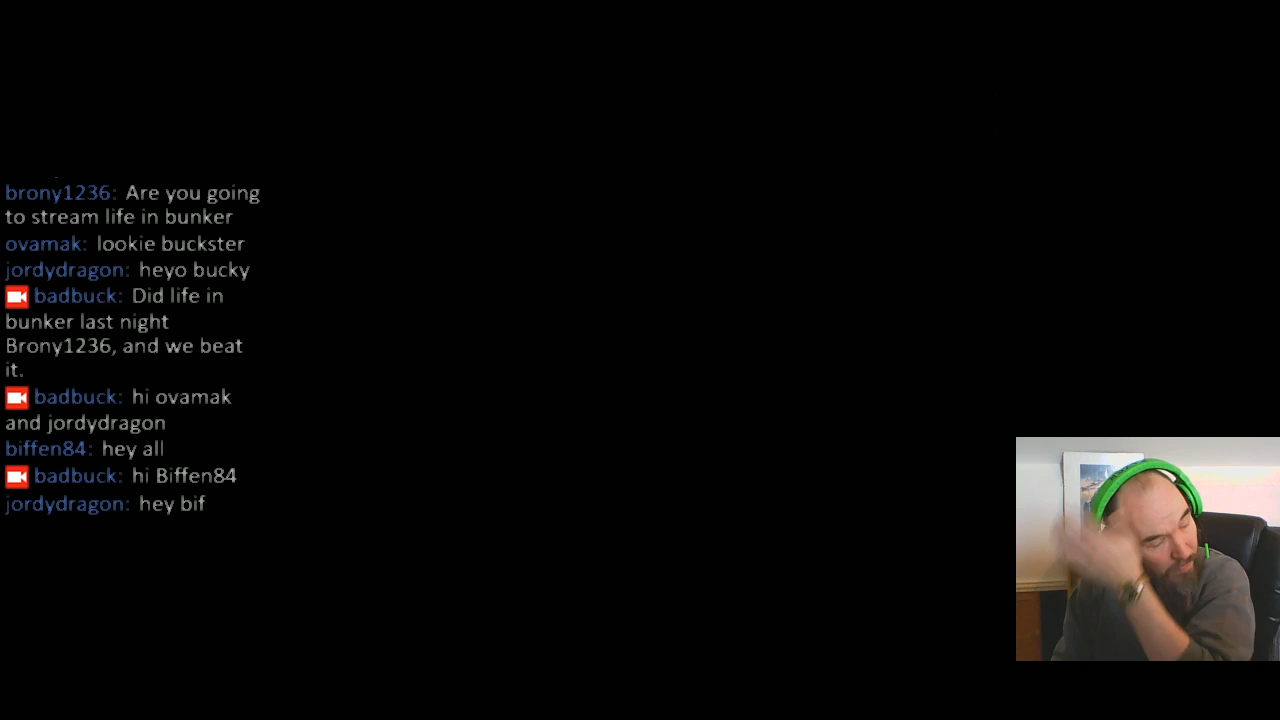 brony1236: Are you going
to stream life in bunker
ovamak: lookie buckster
jordydragon: heyo bucky
badbuck: Did life in
bunker last night
Brony1236, and we beat
it.
badbuck: hi ovamak
and jordydragon
biffen84: hey all
badbuck: hi Biffen84
jordydragon: hey bif